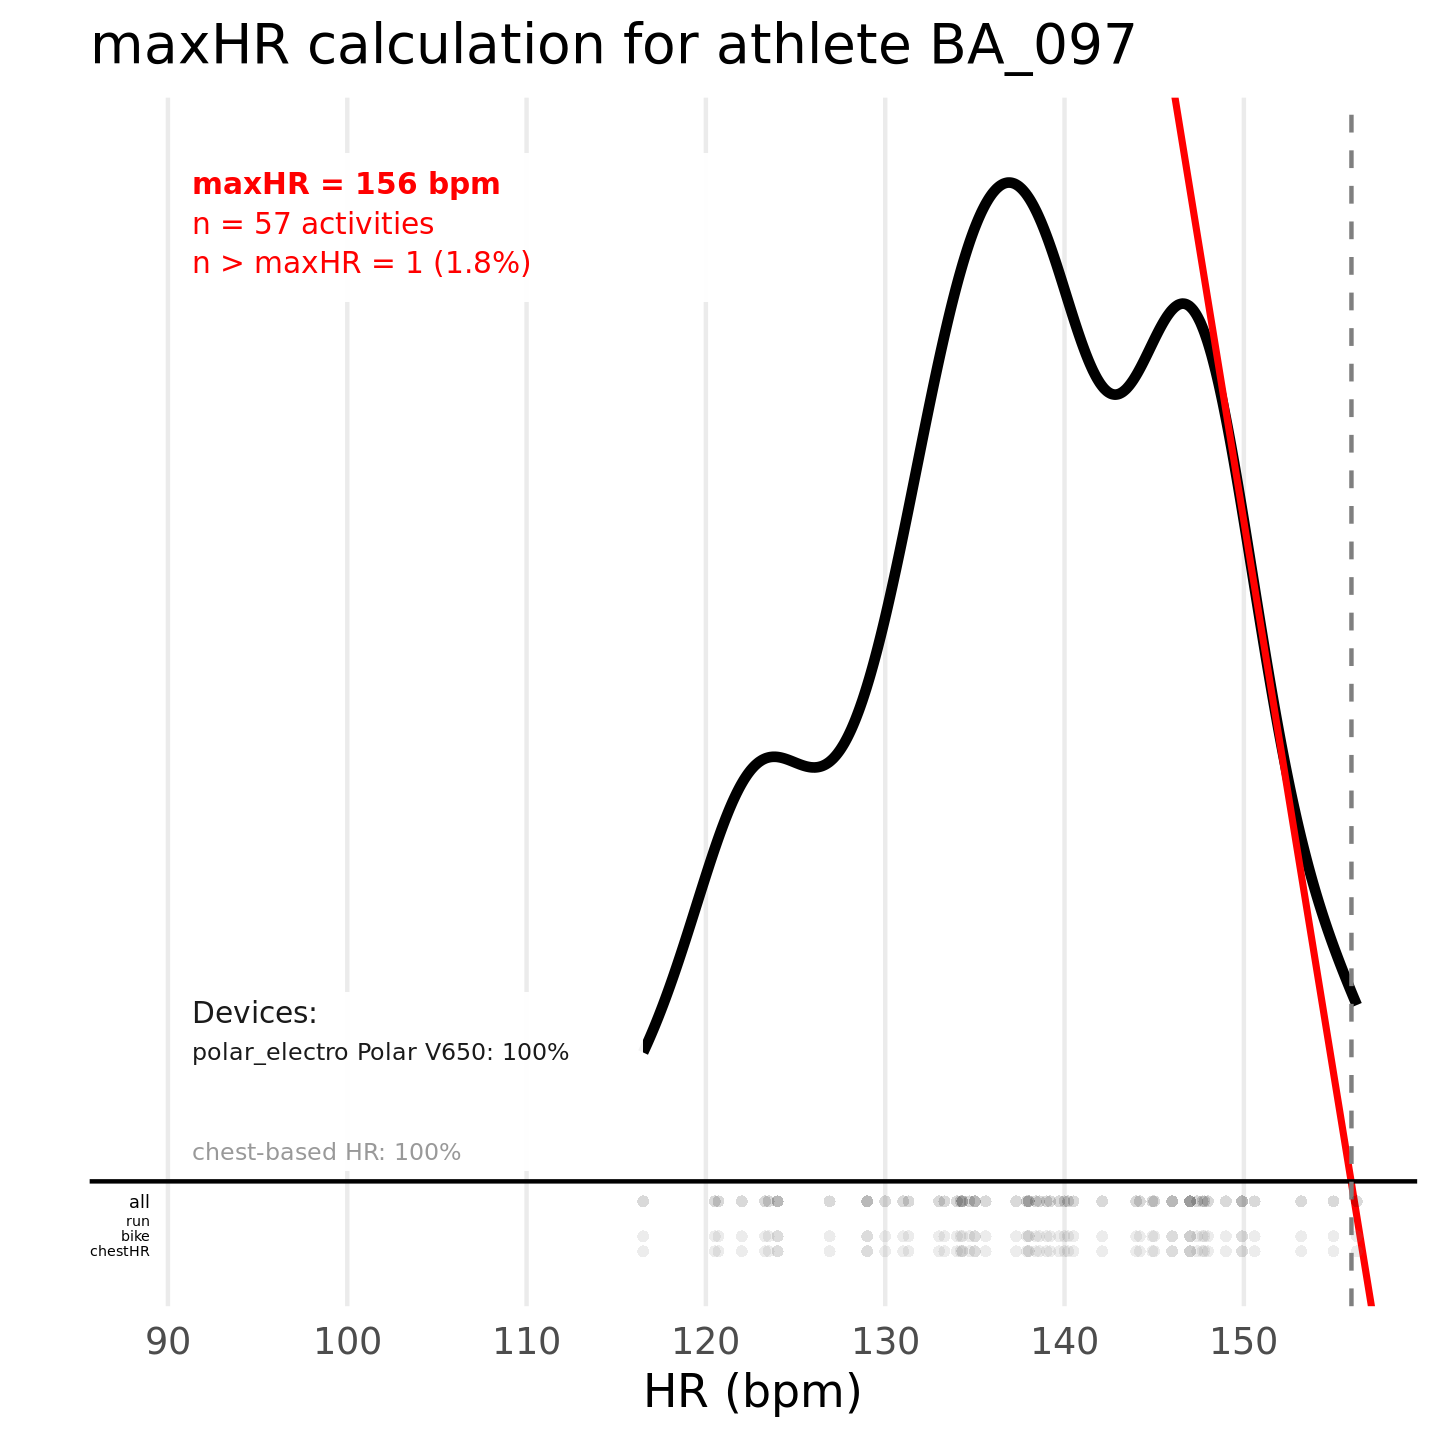 maxHR calculation for athlete BA_097
maxHR = 156 bpm
n = 57 activities
n > maxHR = 1 (1.8%)
Devices:
polar_electro Polar V650: 100%
chest-based HR: 100%
all
run
bike
chestHR
90 100 110 120 130 140 150
HR (bpm)